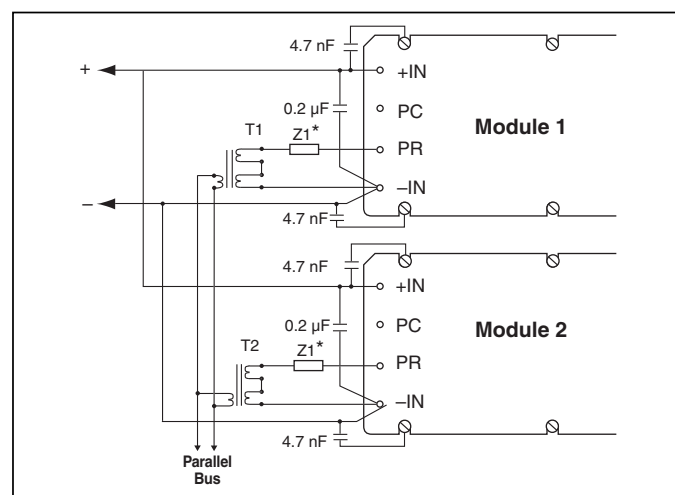 4.7 nF
+
+IN
0.2 µF
PC
T1
Z1*
Module 1
PR
–
–IN
4.7 nF
4.7 nF
+IN
0.2 µF
PC
T2
Z1*
Module 2
PR
–IN
4.7 nF
Parallel
Bus